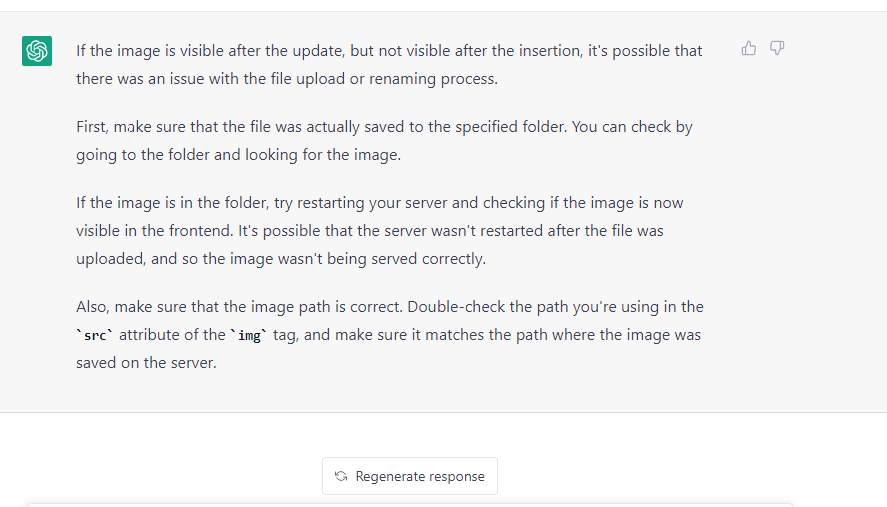 If the image is visible after the update, but not visible after the insertion, it's possible that
there was an issue with the file upload or renaming process.
First, make sure that the file was actually saved to the specified folder. You can check by
going to the folder and looking for the image.
If the image is in the folder, try restarting your server and checking if the image is now
visible in the frontend. It's possible that the server wasn't restarted after the file was
uploaded, and so the image wasn't being served correctly.
Also, make sure that the image path is correct. Double-check the path you're using in the
`src` attribute of the `img` tag, and make sure it matches the path where the image was
saved on the server.
Regenerate response